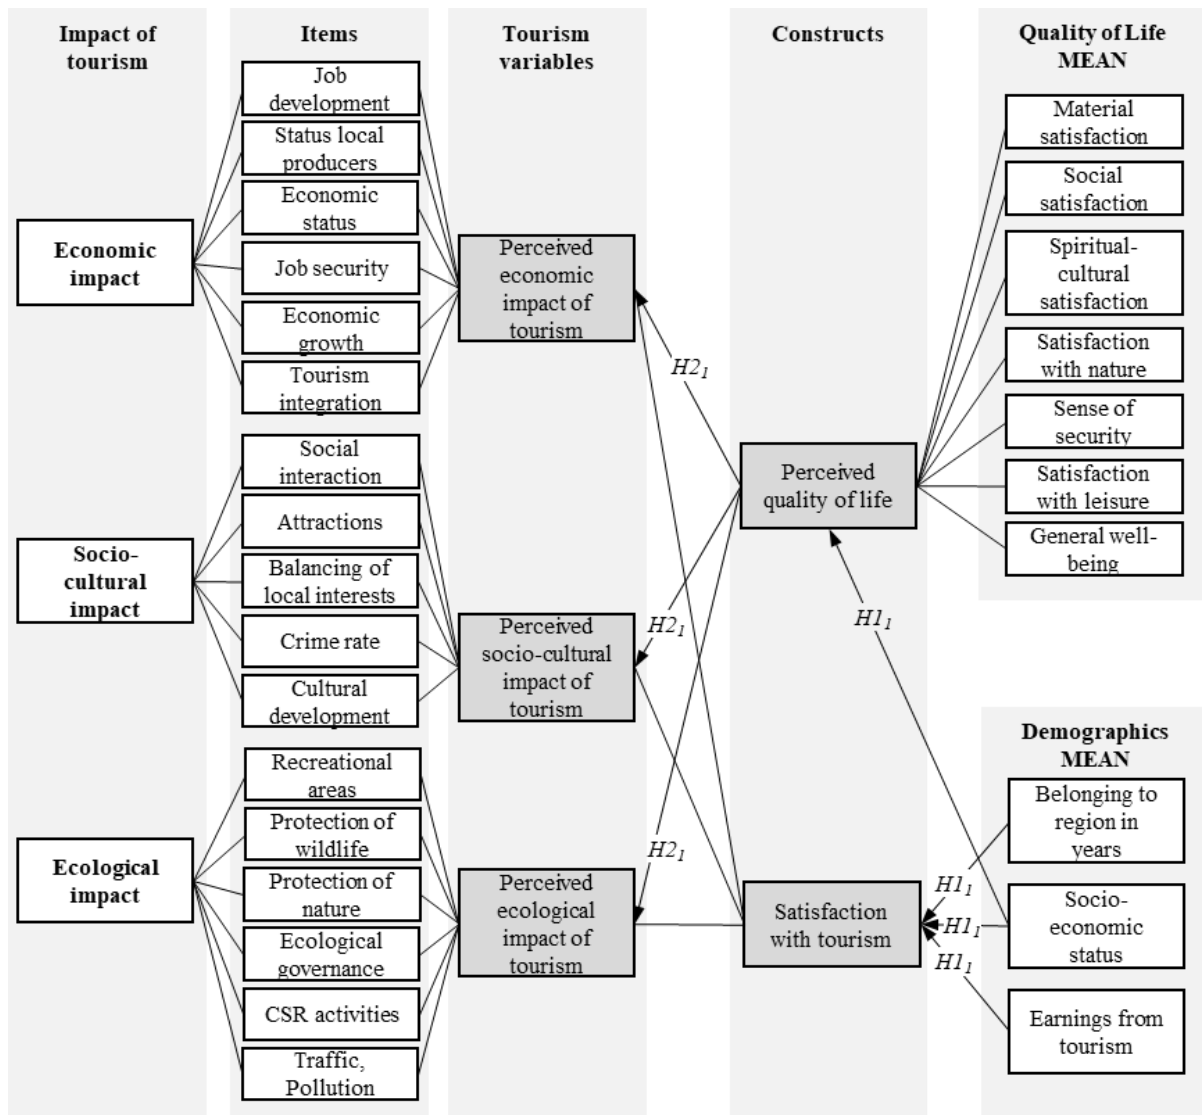 Impact of
tourism
Items
Tourism
variables
Constructs
Quality of Life
MEAN
Economic
impact
Socio-
cultural
impact
Ecological
impact
Job
development
Status local
producers
Economic
status
Job security
Economic
growth
Tourism
integration
Social
interaction
Attractions
Balancing of
local interests
Crime rate
Cultural
development
Recreational
areas
Protection of
wildlife
Protection of
nature
Ecological
governance
CSR activities
Traffic,
Pollution
Perceived
economic
impact of
tourism
Perceived
socio-cultural
impact of
tourism
Perceived
ecological
impact of
tourism
H2₁
H2₁
H2₁
Perceived
quality of life
Satisfaction
with tourism
H1₁
H1₁
H1₁
H1₁
Material
satisfaction
Social
satisfaction
Spiritual-
cultural
satisfaction
Satisfaction
with nature
Sense of
security
Satisfaction
with leisure
General well-
being
Demographics
MEAN
Belonging to
region in
years
Socio-
economic
status
Earnings from
tourism